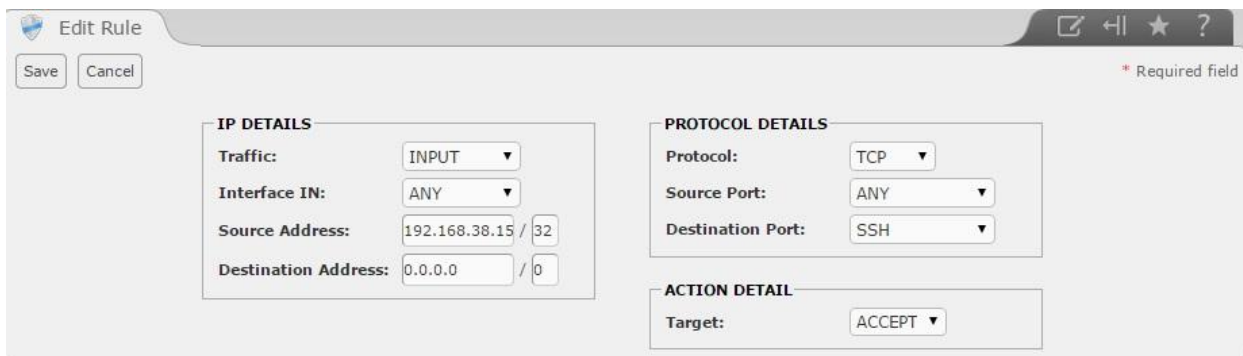 Edit Rule
?
Save Cancel
* Required field
IP DETAILS
Traffic: INPUT
Interface IN: ANY
Source Address: 192.168.38.15 / 32
Destination Address: 0.0.0.0 / 0
PROTOCOL DETAILS
Protocol: TCP
Source Port: ANY
Destination Port: SSH
ACTION DETAIL
Target: ACCEPT